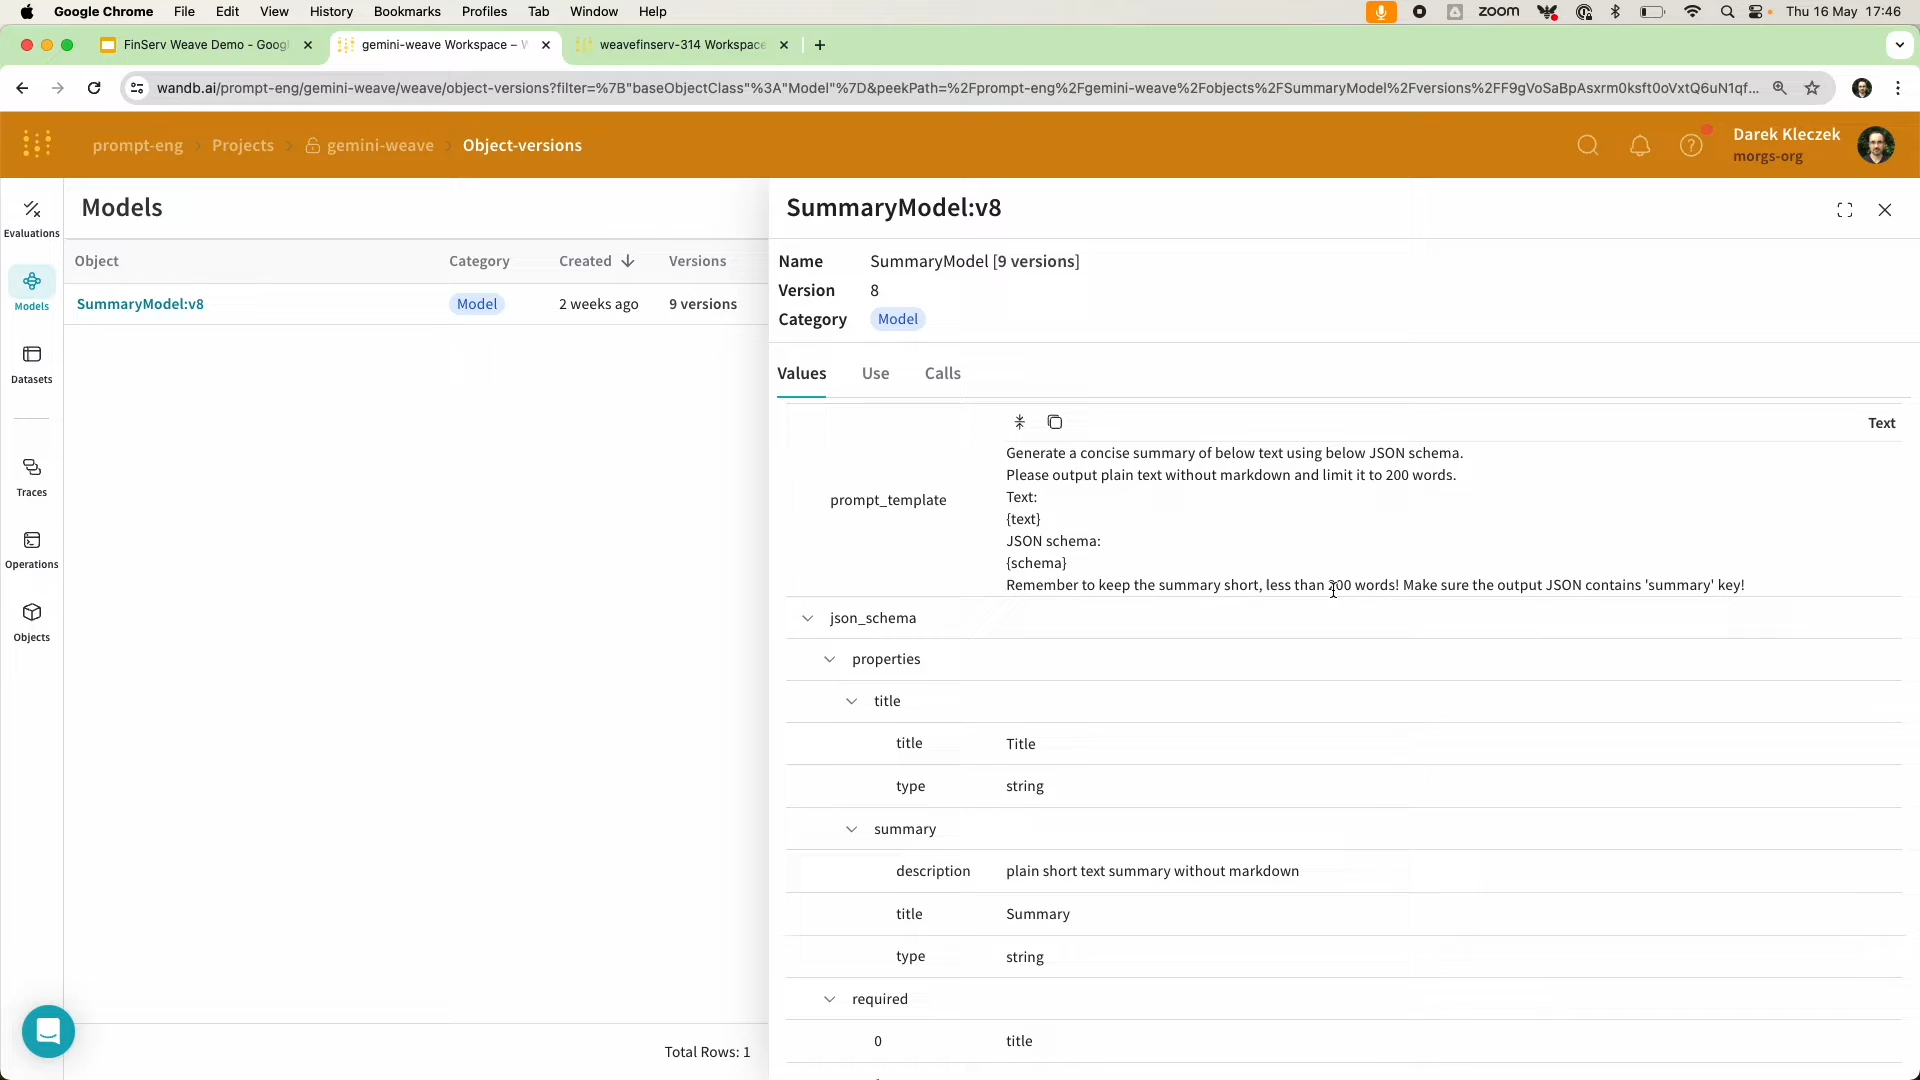 Google Chrome File Edit View History Bookmarks Profiles Tab Window Help zoom Thu 16 May 17:46
FinServ Weave Demo - Googl gemini-weave Workspace – W weavefinserv-314 Workspace
wandb.ai/prompt-eng/gemini-weave/weave/object-versions?filter=%7B"baseObjectClass"%3A"Model"%7D&peekPath=%2Fprompt-eng%2Fgemini-weave%2Fobjects%2FSummaryModel%2Fversions%2FF9gVoSaBpAsxrm0ksft0oVxtQ6uN1qf...
prompt-eng Projects gemini-weave Object-versions
Darek Kleczek
morgs-org
Evaluations
Models
Datasets
Traces
Operations
Objects
Models
Object Category Created Versions
SummaryModel:v8 Model 2 weeks ago 9 versions
Total Rows: 1
SummaryModel:v8
Name SummaryModel [9 versions]
Version 8
Category Model
Values Use Calls
Text
prompt_template
Generate a concise summary of below text using below JSON schema.
Please output plain text without markdown and limit it to 200 words.
Text:
{text}
JSON schema:
{schema}
Remember to keep the summary short, less than 200 words! Make sure the output JSON contains 'summary' key!
json_schema
properties
title
title Title
type string
summary
description plain short text summary without markdown
title Summary
type string
required
0 title